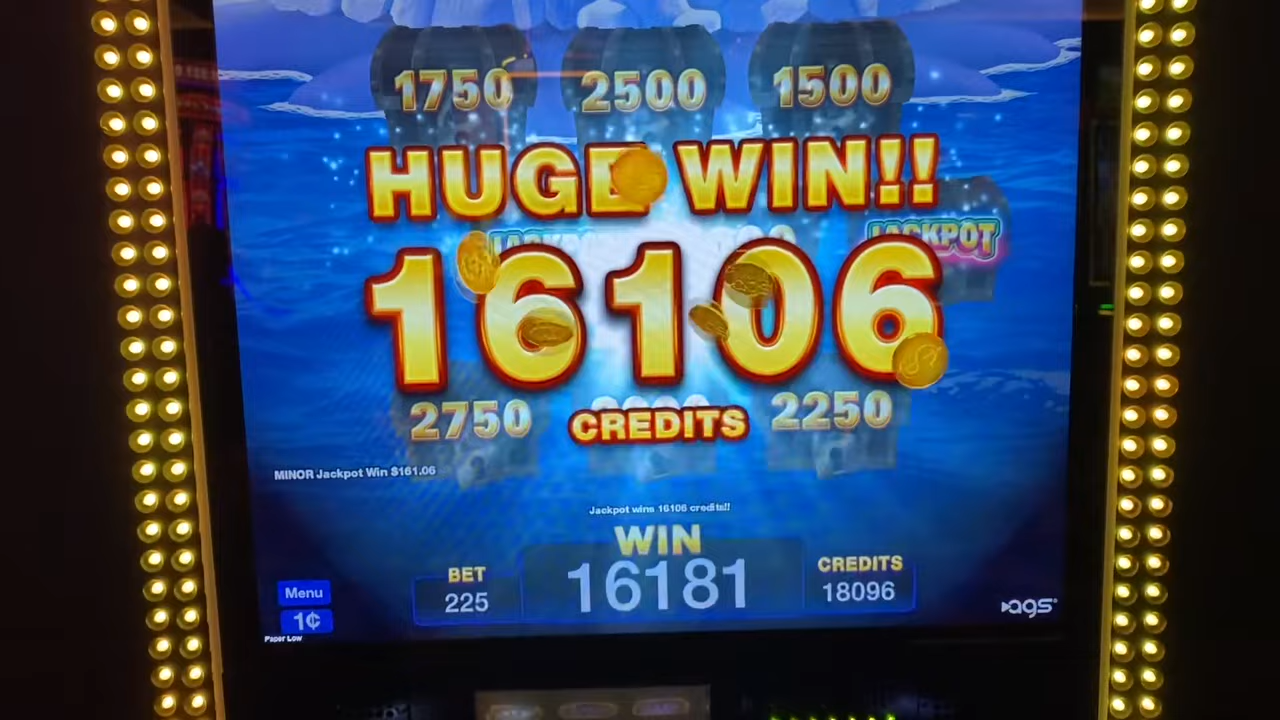 1750 2500 1500
HUGE WIN!!
JACKPOT
16106
2750 2250
CREDITS
MINOR Jackpot Win $161.06
Jackpot wins 16106 credits!!
WIN
BET CREDITS
16181
225 18096
Menu
1¢
Paper Low
ags